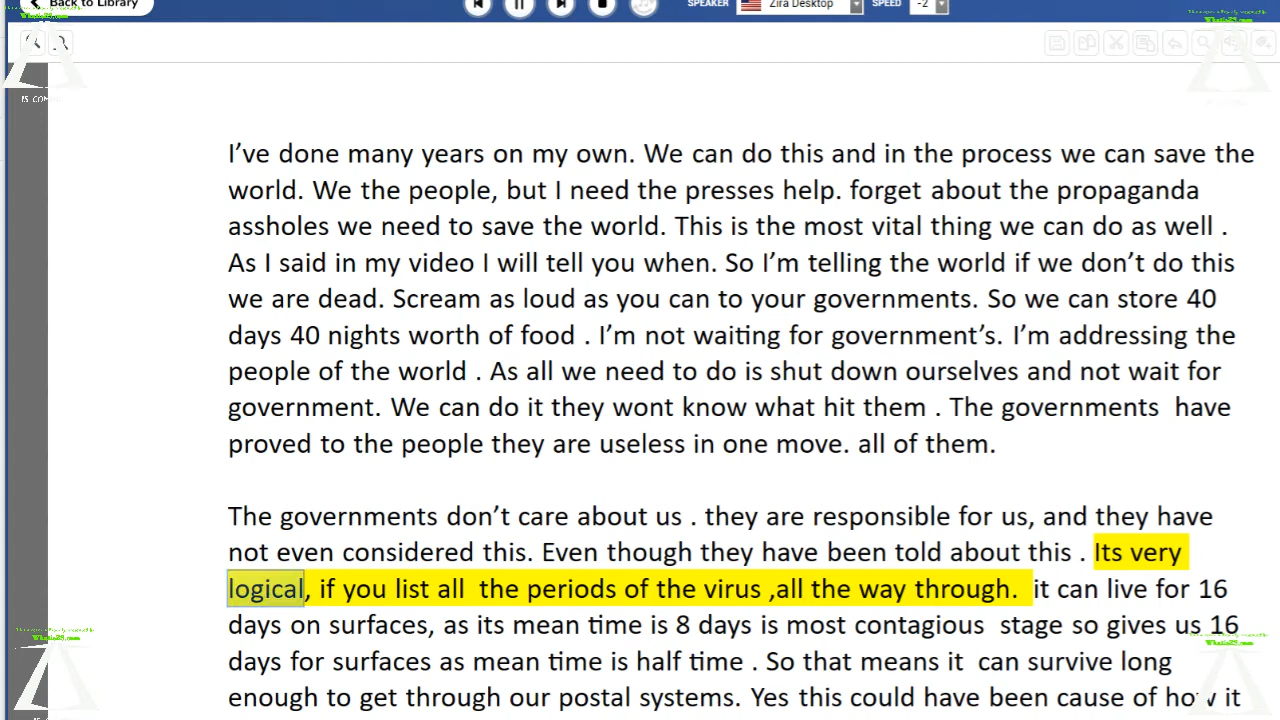 Back to Library
SPEAKER Zira Desktop SPEED -2
IS COM
I’ve done many years on my own. We can do this and in the process we can save the
world. We the people, but I need the presses help. forget about the propaganda
assholes we need to save the world. This is the most vital thing we can do as well .
As I said in my video I will tell you when. So I’m telling the world if we don’t do this
we are dead. Scream as loud as you can to your governments. So we can store 40
days 40 nights worth of food . I’m not waiting for government’s. I’m addressing the
people of the world . As all we need to do is shut down ourselves and not wait for
government. We can do it they wont know what hit them . The governments have
proved to the people they are useless in one move. all of them.
The governments don’t care about us . they are responsible for us, and they have
not even considered this. Even though they have been told about this . Its very
logical, if you list all the periods of the virus ,all the way through. it can live for 16
days on surfaces, as its mean time is 8 days is most contagious stage so gives us 16
days for surfaces as mean time is half time . So that means it can survive long
enough to get through our postal systems. Yes this could have been cause of how it